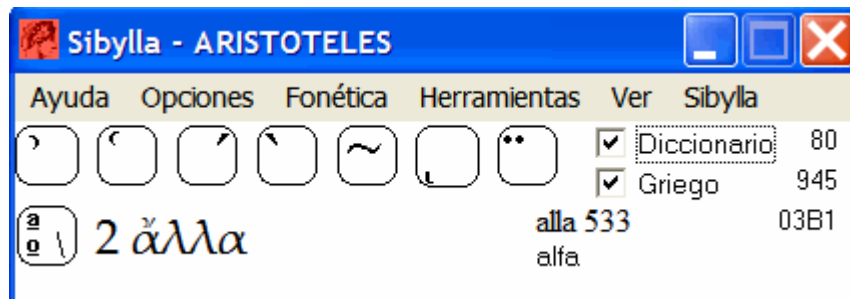 Sibylla - ARISTOTELES
Ayuda Opciones Fonética Herramientas Ver Sibylla
Diccionario 80
Griego 945
a
o \ 2 ἄλλα alla 533 03B1
alfa